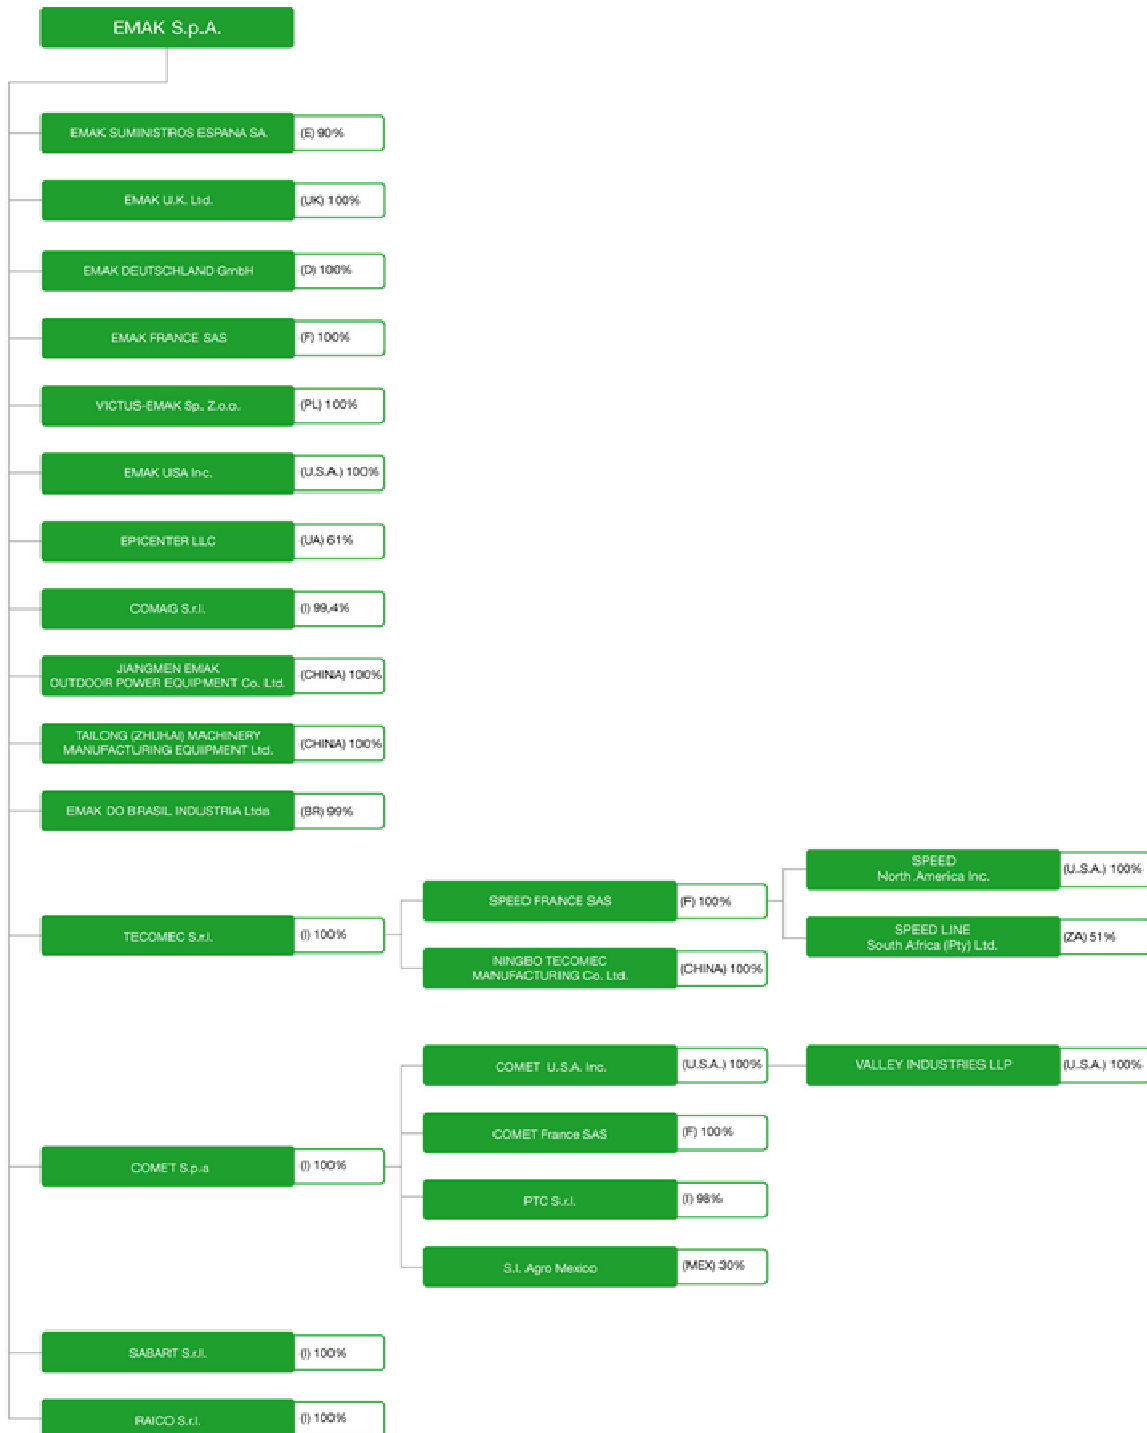 EMAK S.p.A.
EMAK SUMINISTROS ESPANA SA. (E) 90%
EMAK U.K. Ltd. (UK) 100%
EMAK DEUTSCHLAND GmbH (D) 100%
EMAK FRANCE SAS (F) 100%
VICTUS-EMAK Sp. Z.o.o. (PL) 100%
EMAK USA Inc. (U.S.A.) 100%
EPICENTER LLC (UA) 61%
COMAG S.r.l. (I) 99,4%
JIANGMEN EMAK
OUTDOOR POWER EQUIPMENT Co. Ltd. (CHINA) 100%
TAILONG (ZHUHAI) MACHINERY
MANUFACTURING EQUIPMENT Ltd. (CHINA) 100%
EMAK DO BRASIL INDUSTRIA Ltda (BR) 99%
TECOMEC S.r.l. (I) 100%
SPEED FRANCE SAS (F) 100%
SPEED
North America Inc. (U.S.A.) 100%
SPEED LINE
South Africa (Pty) Ltd. (ZA) 51%
NINGBO TECOMEC
MANUFACTURING Co. Ltd. (CHINA) 100%
COMET S.p.a (I) 100%
COMET U.S.A. Inc. (U.S.A.) 100%
VALLEY INDUSTRIES LLP (U.S.A.) 100%
COMET France SAS (F) 100%
PTC S.r.l. (I) 98%
S.I. Agro Mexico (MEX) 30%
SABART S.r.l. (I) 100%
RAICO S.r.l. (I) 100%